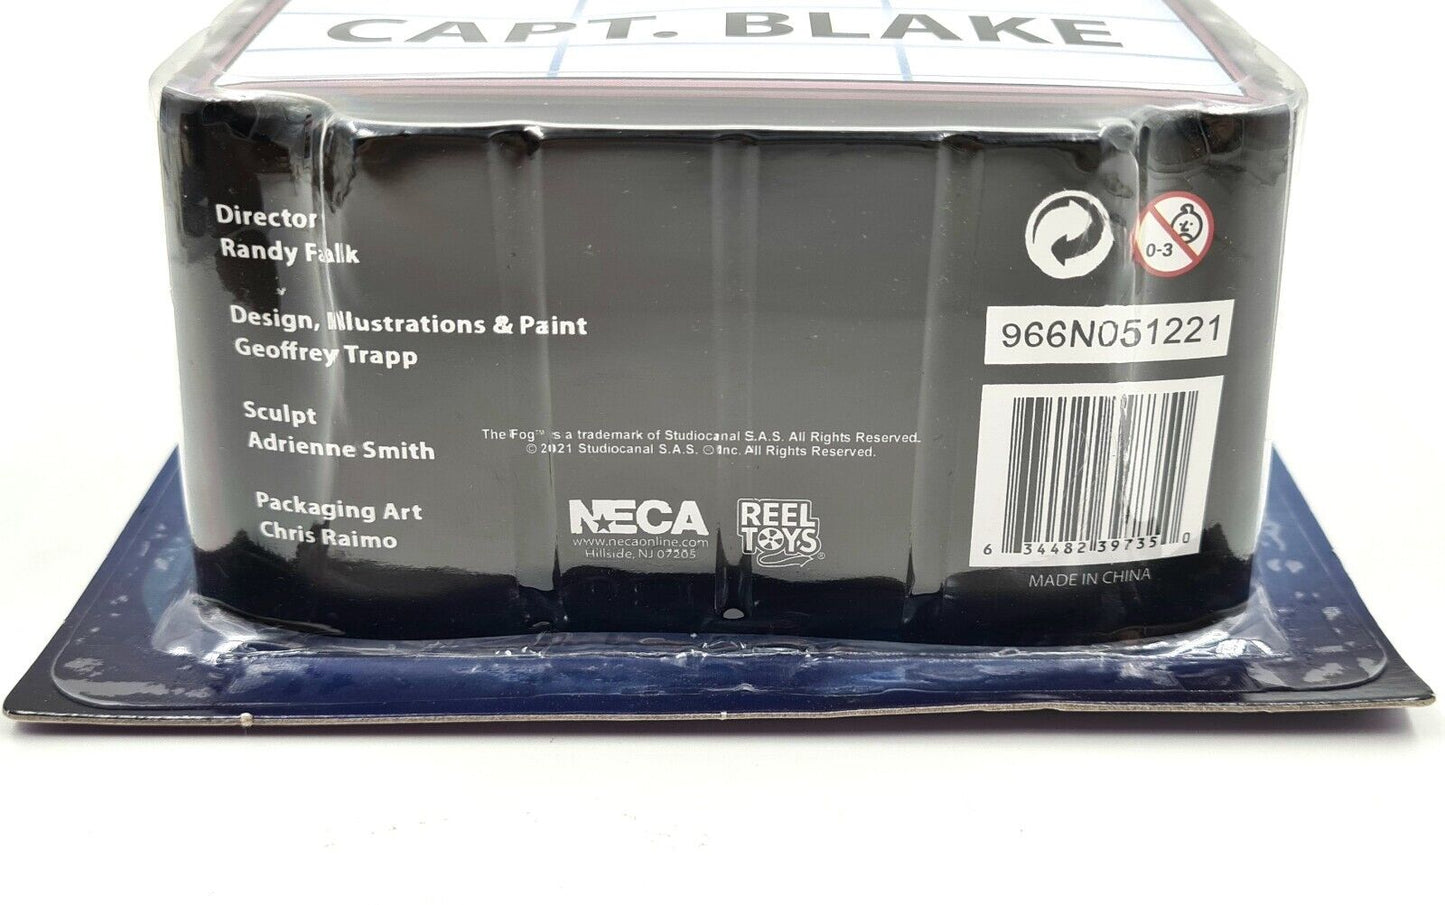 CAPT. BLAKE
Director
Randy Falk
Design, Illustrations & Paint
Geoffrey Trapp
Sculpt
Adrienne Smith
Packaging Art
Chris Raimo
The Fog™ is a trademark of Studiocanal S.A.S. All Rights Reserved.
© 2021 Studiocanal S.A.S. © Inc. All Rights Reserved.
NECA
www.necaonline.com
Hillside, NJ 07205
REEL
TOYS
®
0-3
966N051221
6 34482 39735 0
MADE IN CHINA